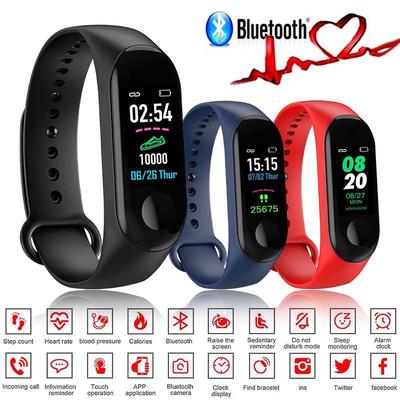 Bluetooth®
02:54
10000
06/26 Thur
15:15
07/02 Thur
25675
08
20
08/27
MON
Step count
Heart rate
blood pressure
Calories
Bluetooth
Raise the screen
Sedentary reminder
Do not disturb mode
Sleep monitoring
Alarm clock
Incoming call
Information reminder
Touch operation
APP application
Bluetooth camera
Clock display
Find bracelet
ins
Twitter
facebook